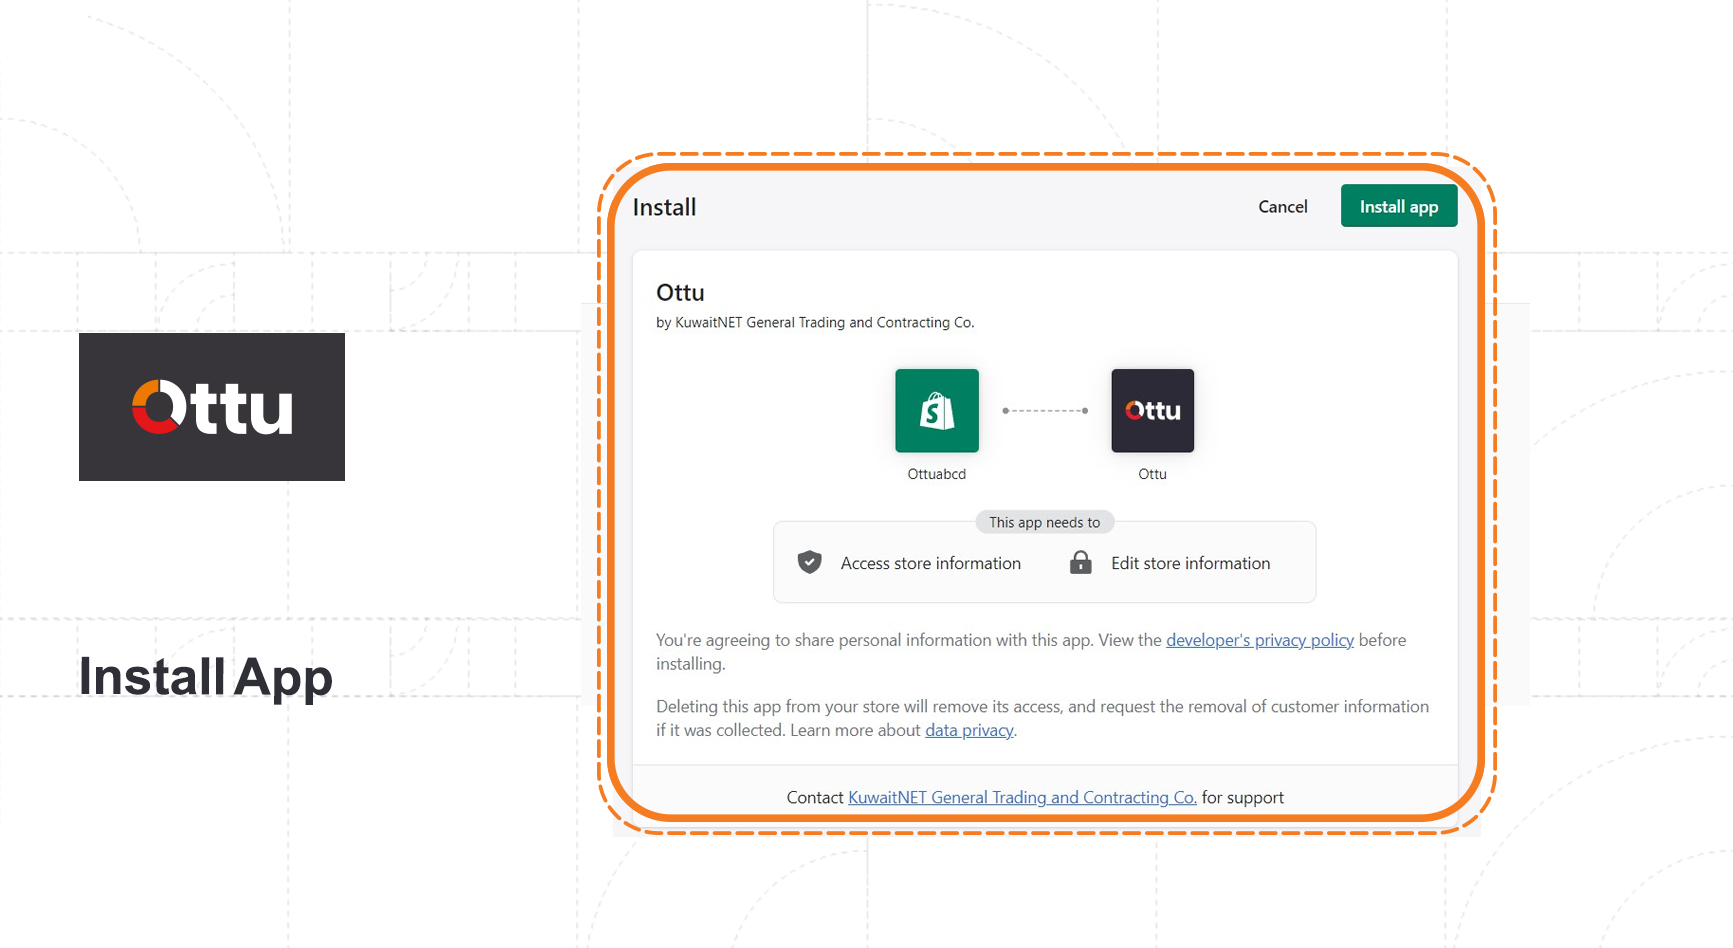 Ottu
Install App
Install
Cancel
Install app
Ottu
by KuwaitNET General Trading and Contracting Co.
S
Ottu
Ottuabcd
Ottu
This app needs to
Access store information
Edit store information
You're agreeing to share personal information with this app. View the developer's privacy policy before
installing.
Deleting this app from your store will remove its access, and request the removal of customer information
if it was collected. Learn more about data privacy.
Contact KuwaitNET General Trading and Contracting Co. for support